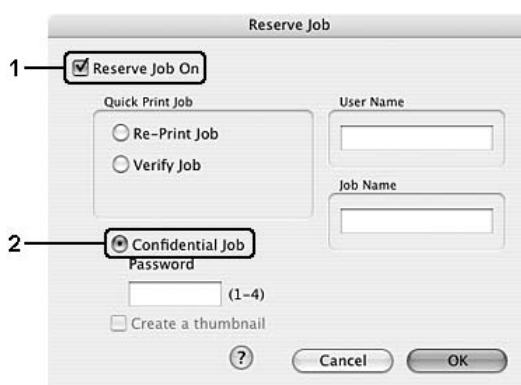 Reserve Job
1
Reserve Job On
Quick Print Job
Re-Print Job
Verify Job
User Name
Job Name
2
Confidential Job
Password
(1-4)
Create a thumbnail
?
Cancel
OK